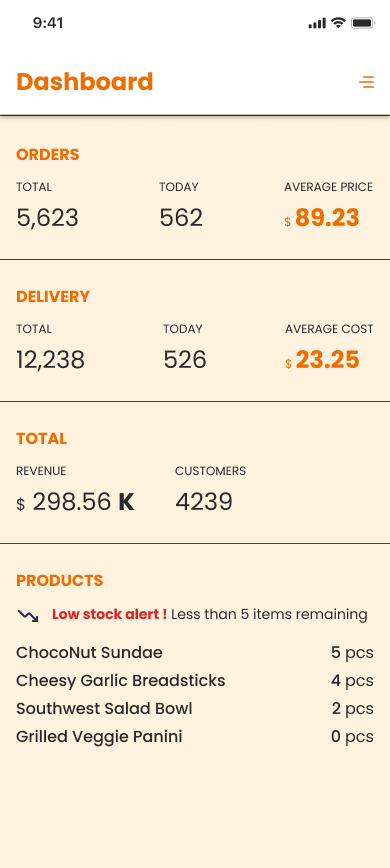 9:41
Dashboard
ORDERS
TOTAL TODAY AVERAGE PRICE
5,623 562 $ 89.23
DELIVERY
TOTAL TODAY AVERAGE COST
12,238 526 $ 23.25
TOTAL
REVENUE CUSTOMERS
$ 298.56 K 4239
PRODUCTS
Low stock alert ! Less than 5 items remaining
ChocoNut Sundae 5 pcs
Cheesy Garlic Breadsticks 4 pcs
Southwest Salad Bowl 2 pcs
Grilled Veggie Panini 0 pcs